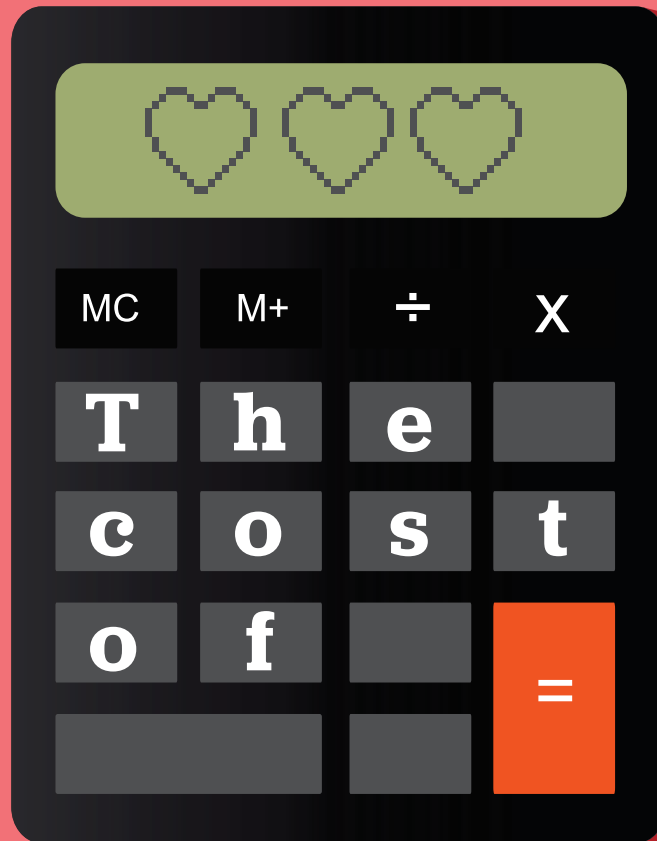 MC M+ ÷ x
The
cost
of
=